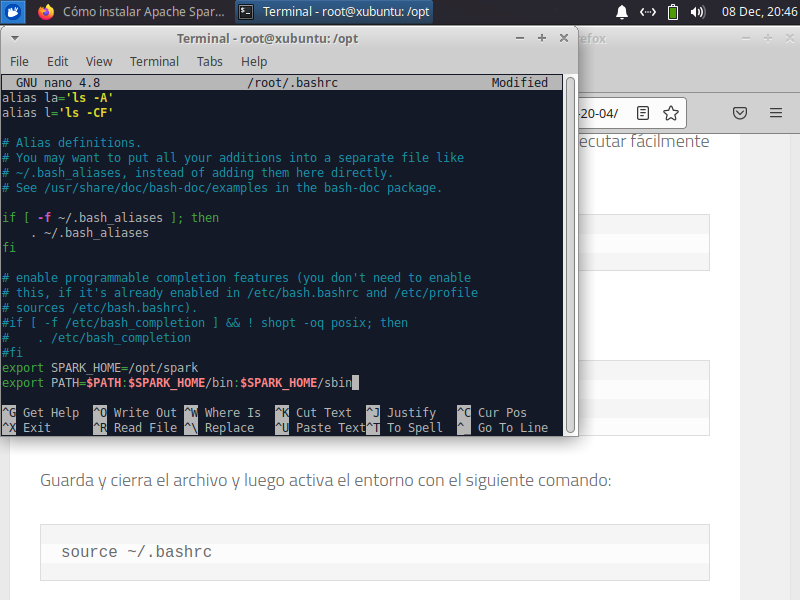 Cómo instalar Apache Spar...
Terminal - root@xubuntu: /opt
08 Dec, 20:46
Terminal - root@xubuntu: /opt
efox
File Edit View Terminal Tabs Help
GNU nano 4.8 /root/.bashrc Modified
alias la='ls -A'
alias l='ls -CF'
# Alias definitions.
# You may want to put all your additions into a separate file like
# ~/.bash_aliases, instead of adding them here directly.
# See /usr/share/doc/bash-doc/examples in the bash-doc package.
if [ -f ~/.bash_aliases ]; then
. ~/.bash_aliases
fi
# enable programmable completion features (you don't need to enable
# this, if it's already enabled in /etc/bash.bashrc and /etc/profile
# sources /etc/bash.bashrc).
#if [ -f /etc/bash_completion ] && ! shopt -oq posix; then
# . /etc/bash_completion
#fi
export SPARK_HOME=/opt/spark
export PATH=$PATH:$SPARK_HOME/bin:$SPARK_HOME/sbin
^G Get Help ^O Write Out ^W Where Is ^K Cut Text ^J Justify ^C Cur Pos
^X Exit ^R Read File ^\ Replace ^U Paste Text ^T To Spell ^_ Go To Line
-20-04/
ecutar fácilmente
Guarda y cierra el archivo y luego activa el entorno con el siguiente comando:
source ~/.bashrc